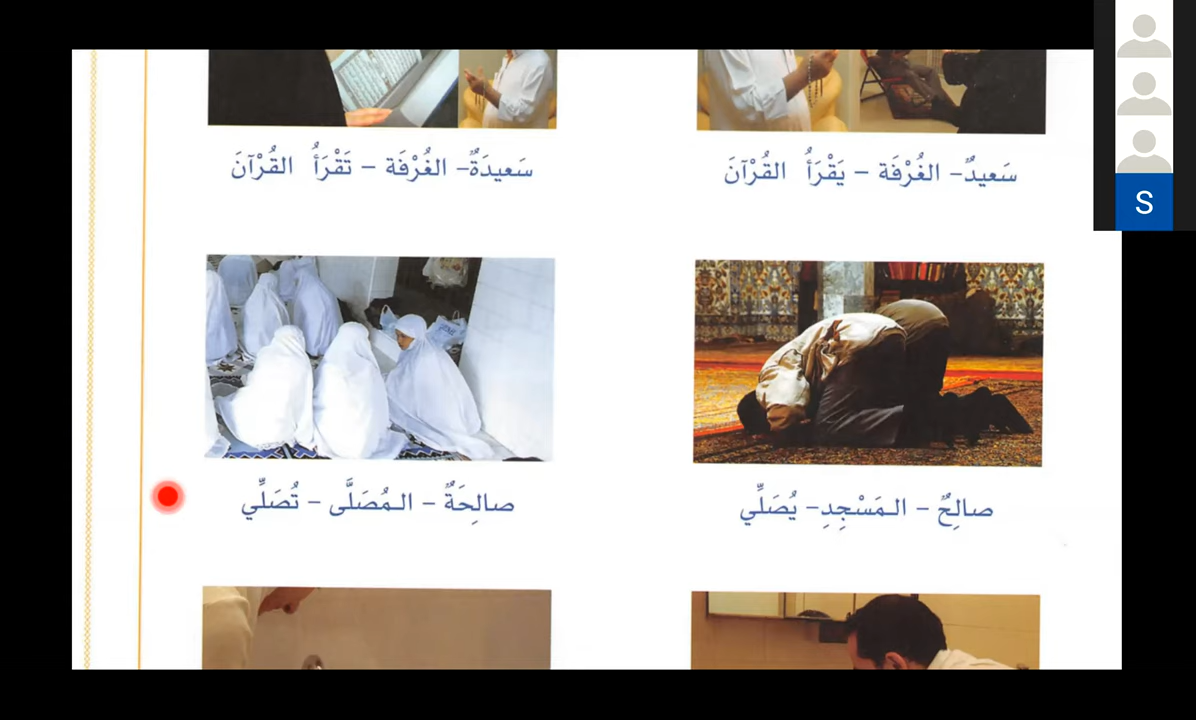 سَعيدٌ– الغُرْفَة – يَقْرَأُ القُرْآنَ
سَعيدَةٌ– الغُرْفَة – تَقْرَأُ القُرْآنَ
صالِحٌ – الـمَسْجِدِ– يُصَلِّي
صالِحَةٌ – الـمُصَلَّى – تُصَلِّي
S